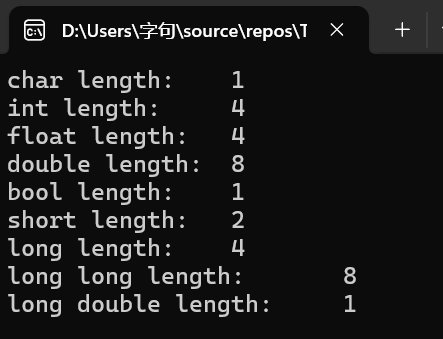 D:\Users\字句\source\repos\T
char length: 1
int length: 4
float length: 4
double length: 8
bool length: 1
short length: 2
long length: 4
long long length: 8
long double length: 1